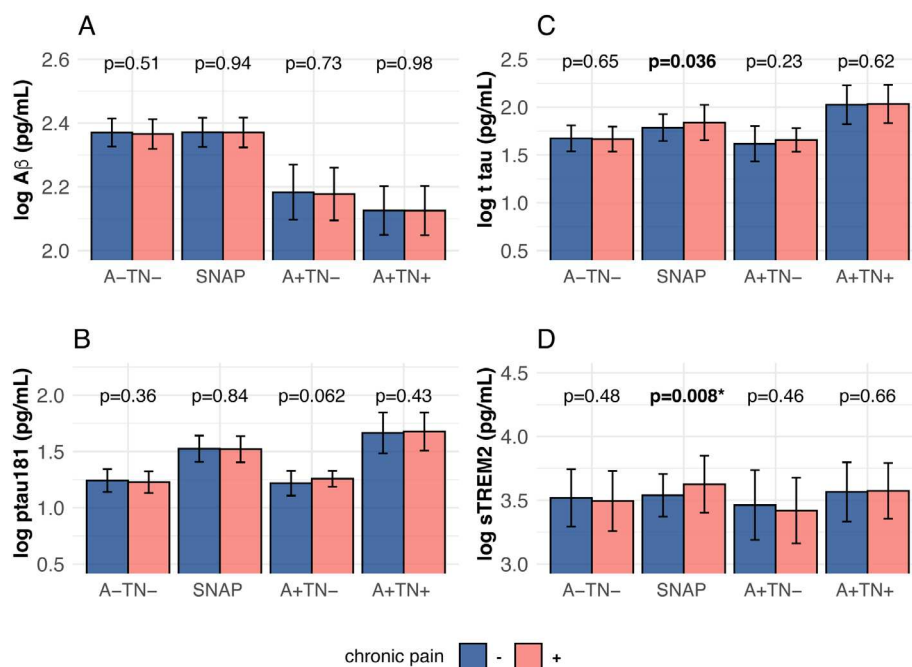 A
log Aβ (pg/mL)
2.6
2.4
2.2
2.0
p=0.51 p=0.94 p=0.73 p=0.98
A−TN− SNAP A+TN− A+TN+
C
log t tau (pg/mL)
2.5
2.0
1.5
1.0
0.5
p=0.65 p=0.036 p=0.23 p=0.62
A−TN− SNAP A+TN− A+TN+
B
log ptau181 (pg/mL)
2.0
1.5
1.0
0.5
p=0.36 p=0.84 p=0.062 p=0.43
A−TN− SNAP A+TN− A+TN+
D
log sTREM2 (pg/mL)
4.5
4.0
3.5
3.0
p=0.48 p=0.008* p=0.46 p=0.66
A−TN− SNAP A+TN− A+TN+
chronic pain - +